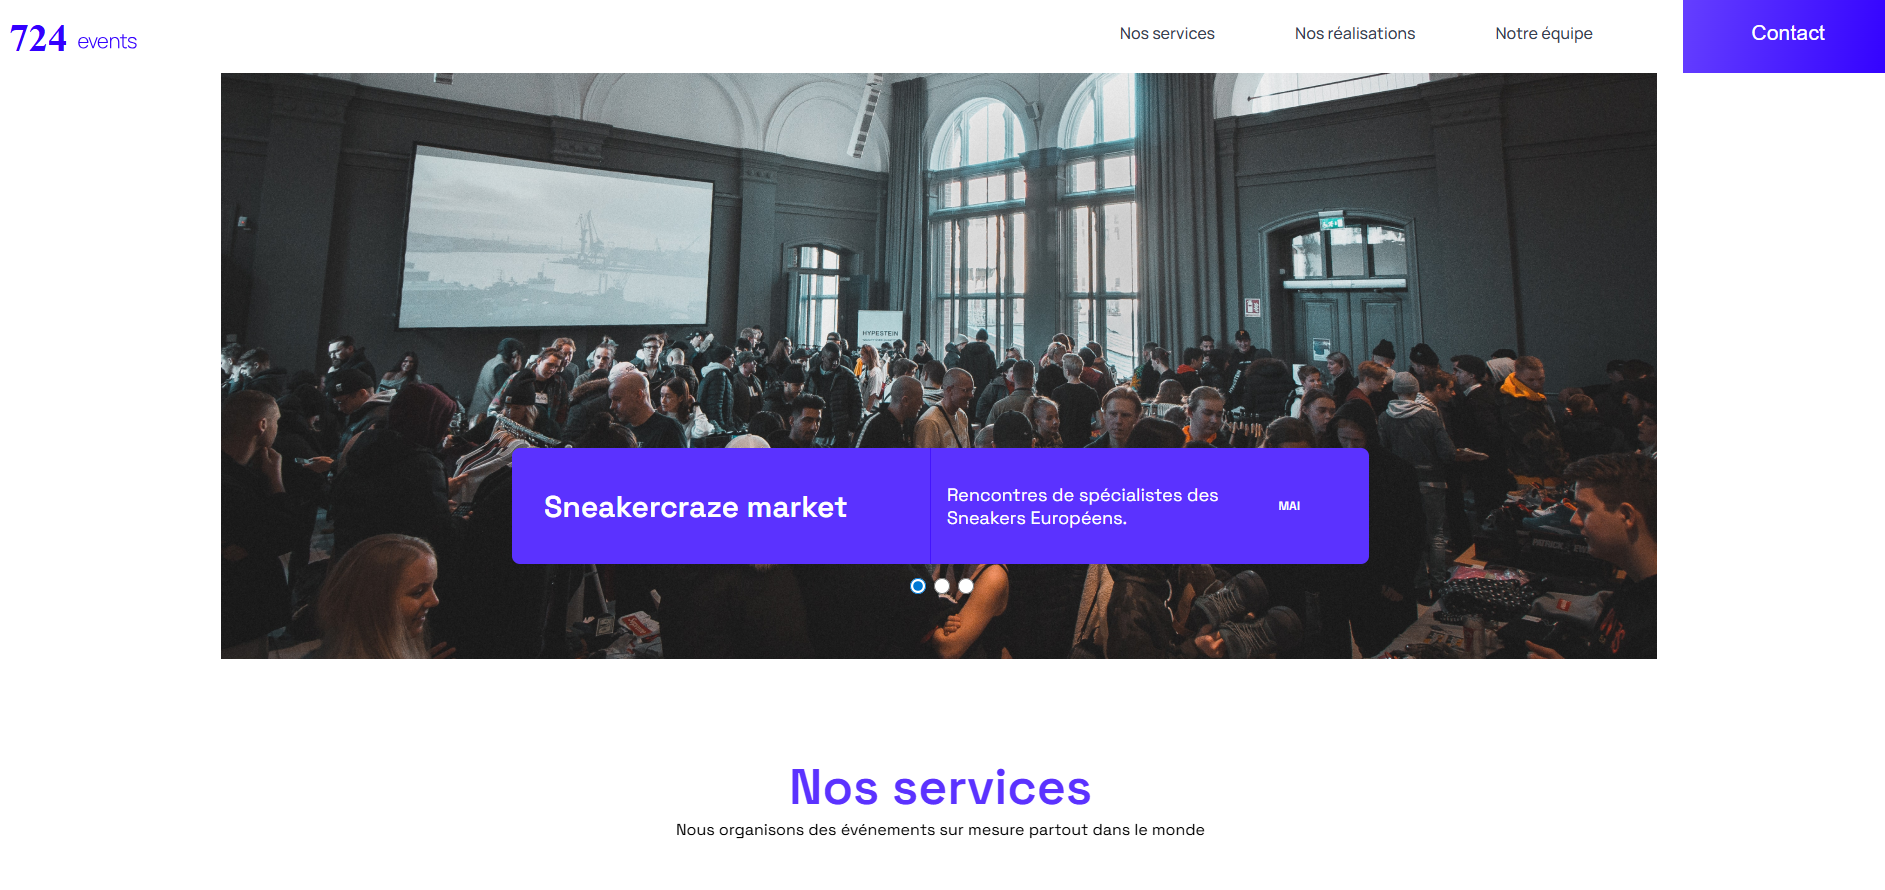 724 events
Nos services
Nos réalisations
Notre équipe
Contact
HYPESTEIN
Sneakercraze market
Rencontres de spécialistes des
Sneakers Européens.
MAI
Nos services
Nous organisons des événements sur mesure partout dans le monde